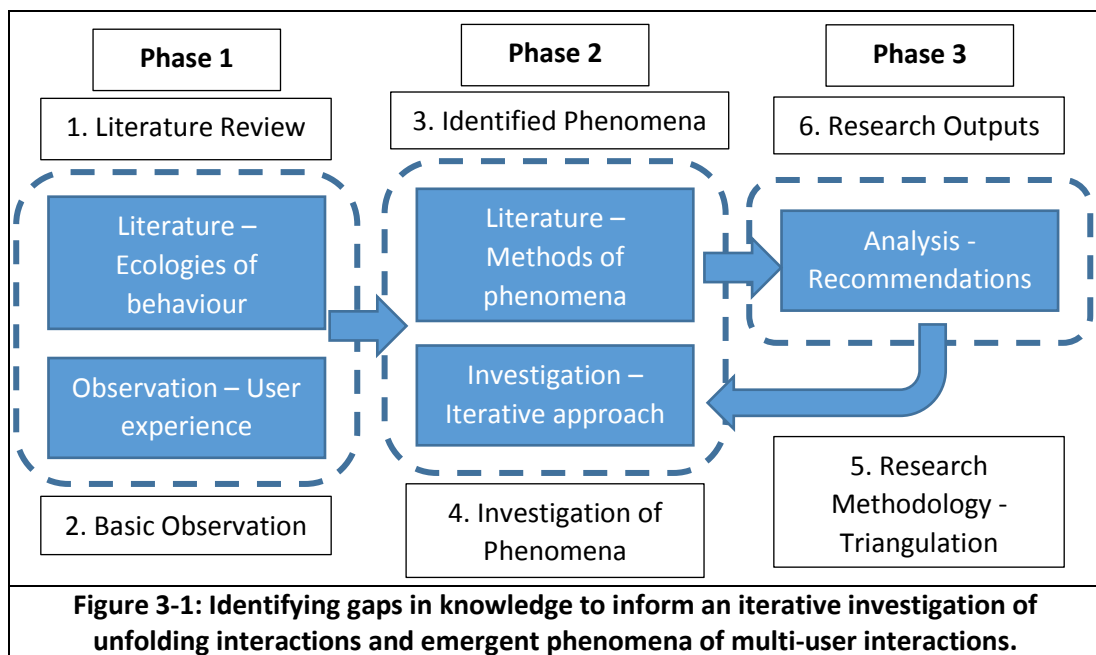 Phase 1
Phase 2
Phase 3
1. Literature Review
3. Identified Phenomena
6. Research Outputs
Literature –
Ecologies of
behaviour
Literature –
Methods of
phenomena
Analysis -
Recommendations
Observation – User
experience
Investigation –
Iterative approach
2. Basic Observation
4. Investigation of
Phenomena
5. Research
Methodology -
Triangulation
Figure 3-1: Identifying gaps in knowledge to inform an iterative investigation of
unfolding interactions and emergent phenomena of multi-user interactions.